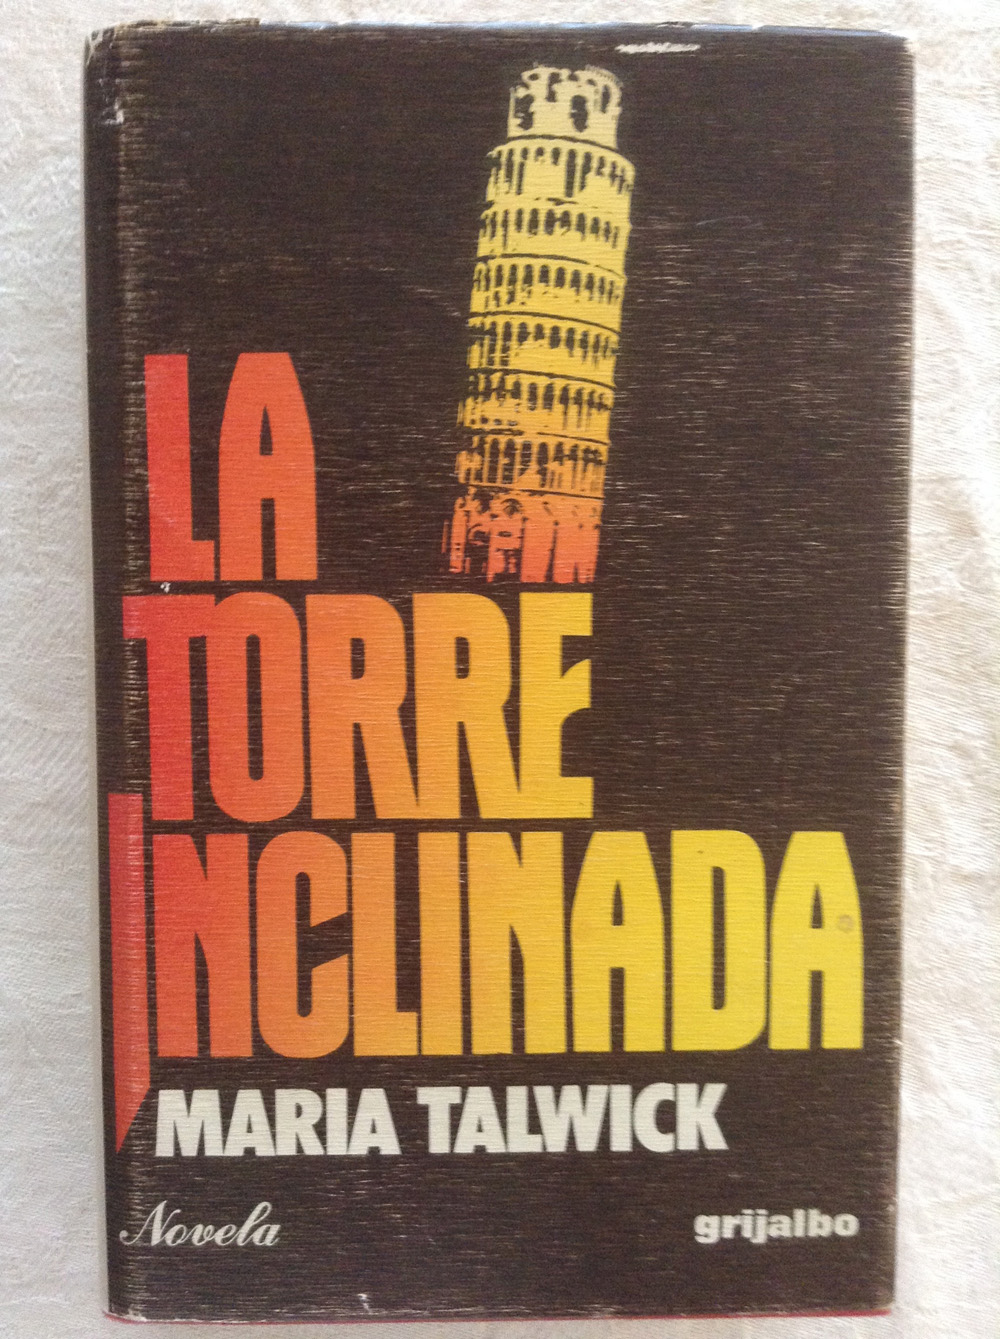 LA
TORRE
INCLINADA
MARIA TALWICK
Novela
grijalbo